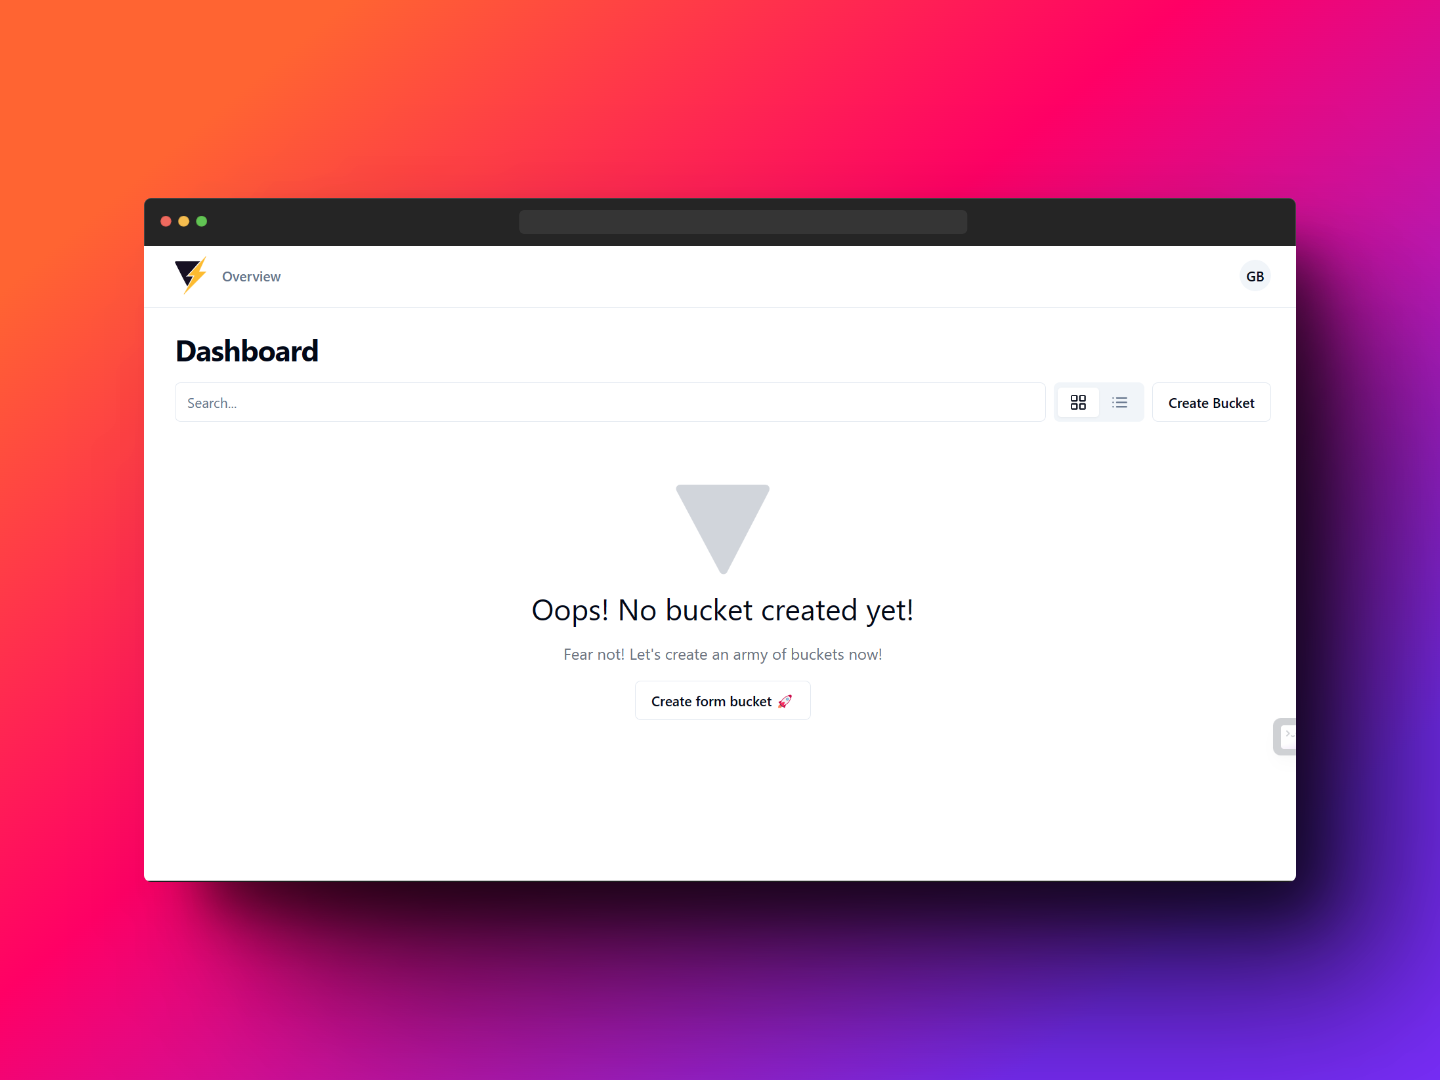 Overview
GB
Dashboard
Search...
Create Bucket
Oops! No bucket created yet!
Fear not! Let's create an army of buckets now!
Create form bucket 🚀
>_